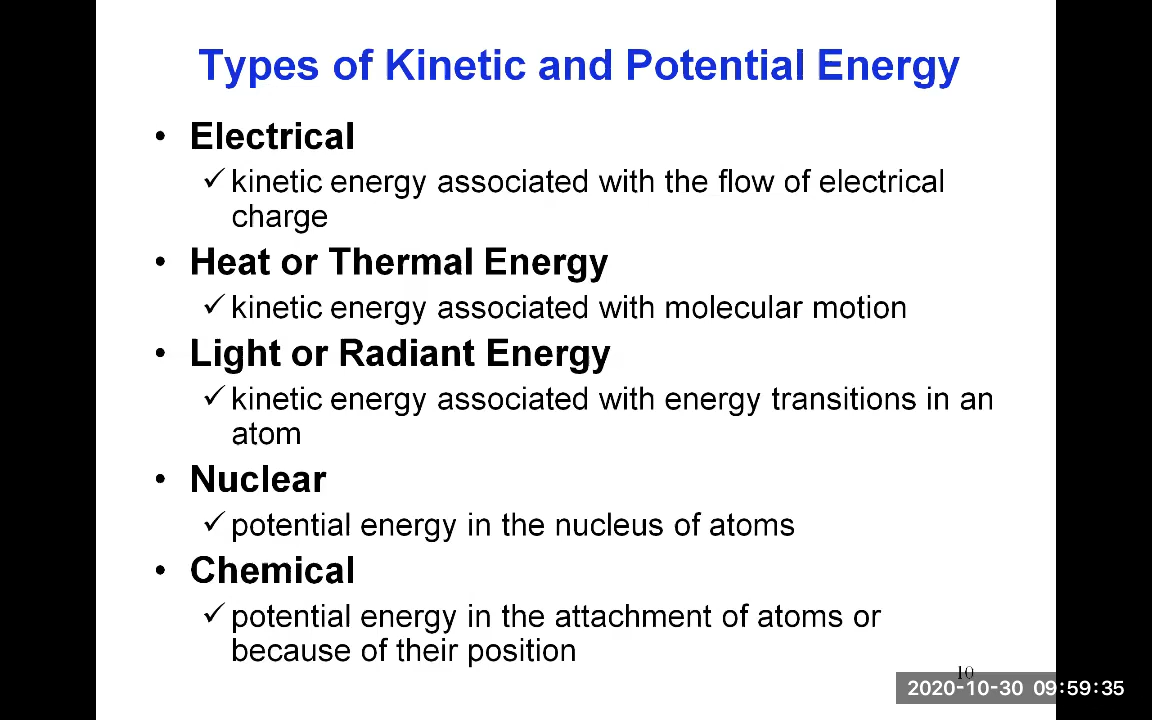 Types of Kinetic and Potential Energy
• Electrical
✓ kinetic energy associated with the flow of electrical
charge
• Heat or Thermal Energy
✓ kinetic energy associated with molecular motion
• Light or Radiant Energy
✓ kinetic energy associated with energy transitions in an
atom
• Nuclear
✓ potential energy in the nucleus of atoms
• Chemical
✓ potential energy in the attachment of atoms or
because of their position
10
2020-10-30 09:59:35